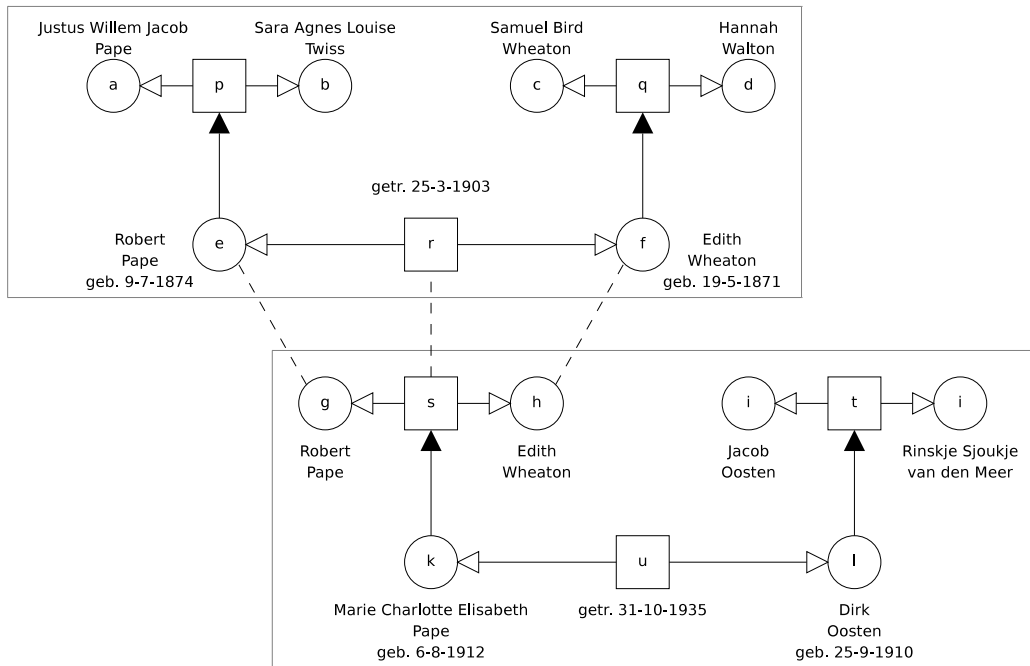 Justus Willem Jacob
Pape
Sara Agnes Louise
Twiss
Samuel Bird
Wheaton
Hannah
Walton
a
p
b
c
q
d
getr. 25-3-1903
Robert
Pape
geb. 9-7-1874
e
r
f
Edith
Wheaton
geb. 19-5-1871
g
s
h
i
t
i
Robert
Pape
Edith
Wheaton
Jacob
Oosten
Rinskje Sjoukje
van den Meer
k
u
l
Marie Charlotte Elisabeth
Pape
geb. 6-8-1912
getr. 31-10-1935
Dirk
Oosten
geb. 25-9-1910